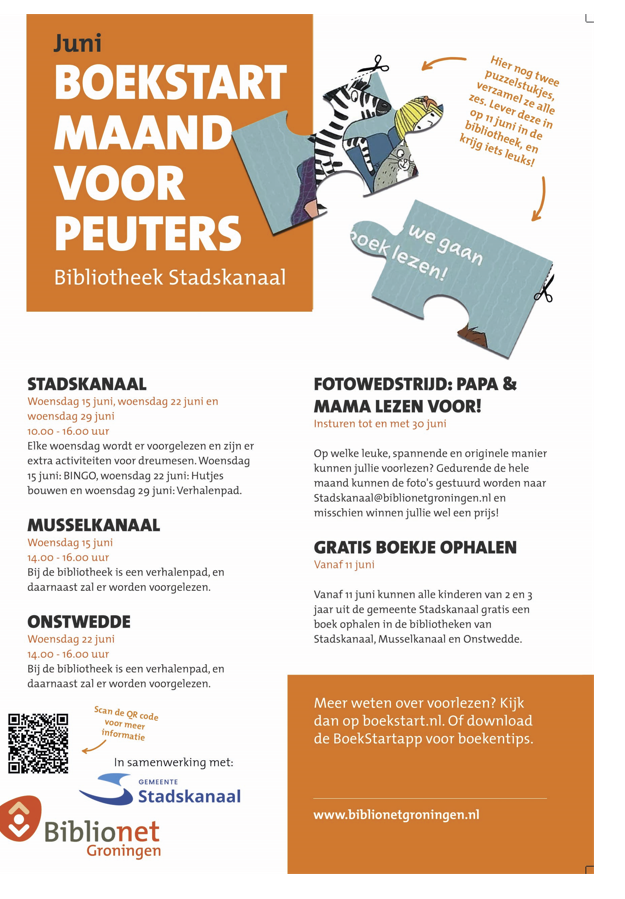 Juni
BOEKSTART
MAAND
VOOR
PEUTERS
Bibliotheek Stadskanaal
Hier nog twee
puzzelstukjes,
verzamel ze alle
zes. Lever deze in
op 11 juni in de
bibliotheek, en
krijg iets leuks!
we gaan
boek lezen!
STADSKANAAL
Woensdag 15 juni, woensdag 22 juni en
woensdag 29 juni
10.00 - 16.00 uur
Elke woensdag wordt er voorgelezen en zijn er
extra activiteiten voor dreumesen. Woensdag
15 juni: BINGO, woensdag 22 juni: Hutjes
bouwen en woensdag 29 juni: Verhalenpad.
MUSSELKANAAL
Woensdag 15 juni
14.00 - 16.00 uur
Bij de bibliotheek is een verhalenpad, en
daarnaast zal er worden voorgelezen.
ONSTWEDDE
Woensdag 22 juni
14.00 - 16.00 uur
Bij de bibliotheek is een verhalenpad, en
daarnaast zal er worden voorgelezen.
Scan de QR code
voor meer
informatie
In samenwerking met:
GEMEENTE
Stadskanaal
Biblionet
Groningen
FOTOWEDSTRIJD: PAPA &
MAMA LEZEN VOOR!
Insturen tot en met 30 juni
Op welke leuke, spannende en originele manier
kunnen jullie voorlezen? Gedurende de hele
maand kunnen de foto's gestuurd worden naar
Stadskanaal@biblionetgroningen.nl en
misschien winnen jullie wel een prijs!
GRATIS BOEKJE OPHALEN
Vanaf 11 juni
Vanaf 11 juni kunnen alle kinderen van 2 en 3
jaar uit de gemeente Stadskanaal gratis een
boek ophalen in de bibliotheken van
Stadskanaal, Musselkanaal en Onstwedde.
Meer weten over voorlezen? Kijk
dan op boekstart.nl. Of download
de BoekStartapp voor boekentips.
www.biblionetgroningen.nl